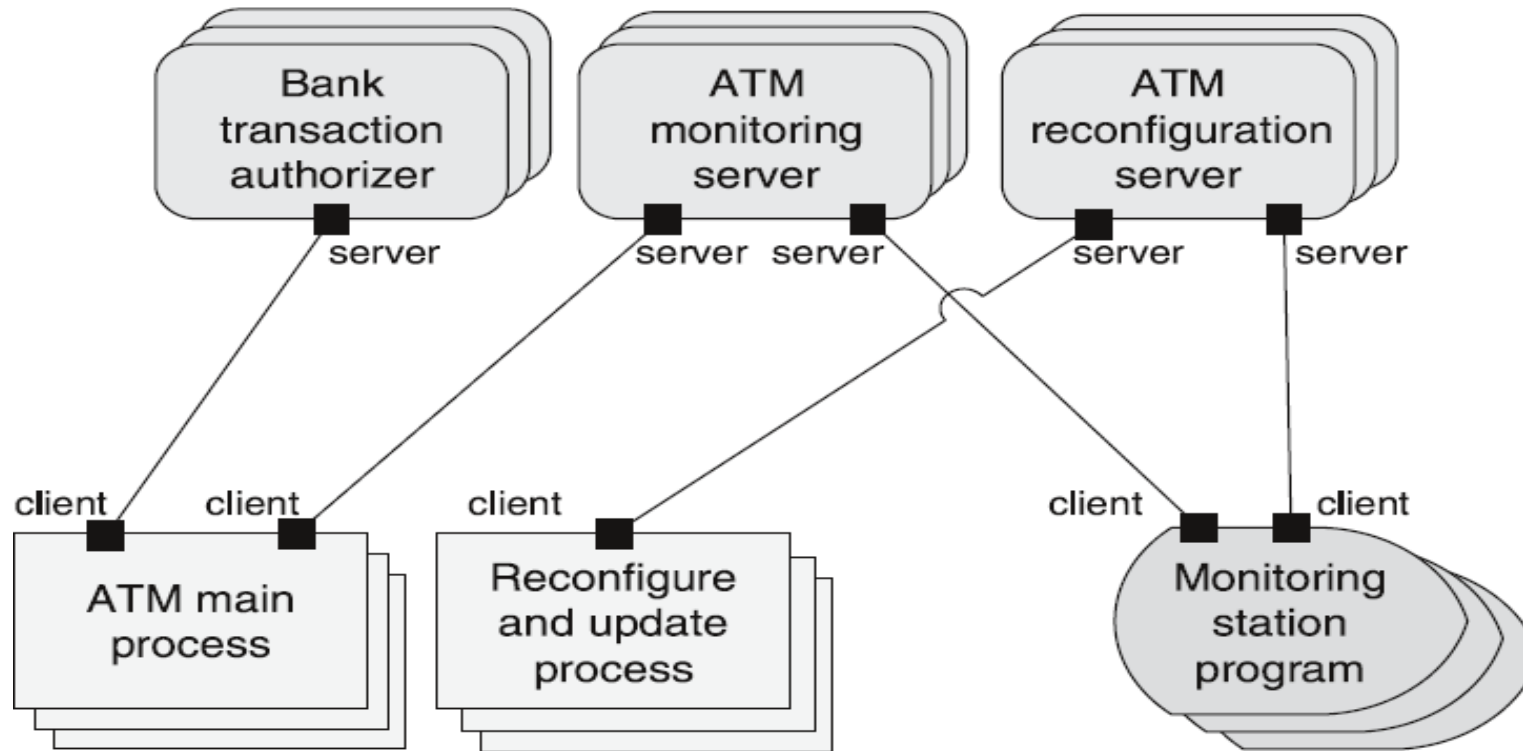 Bank
transaction
authorizer
ATM
monitoring
server
ATM
reconfiguration
server
server
server
server
server
server
client
client
client
client
client
ATM main
process
Reconfigure
and update
process
Monitoring
station
program